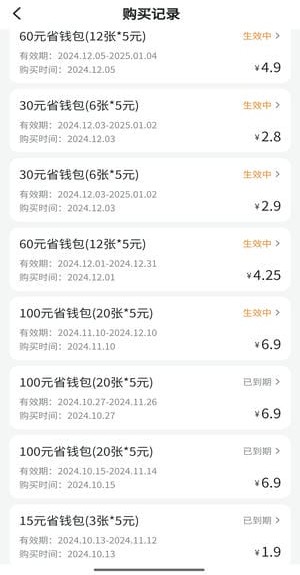 购买记录
60元省钱包(12张*5元)
生效中
有效期：2024.12.05-2025.01.04
购买时间：2024.12.05
¥4.9
30元省钱包(6张*5元)
生效中
有效期：2024.12.03-2025.01.02
购买时间：2024.12.03
¥2.8
30元省钱包(6张*5元)
生效中
有效期：2024.12.03-2025.01.02
购买时间：2024.12.03
¥2.9
60元省钱包(12张*5元)
生效中
有效期：2024.12.01-2024.12.31
购买时间：2024.12.01
¥4.25
100元省钱包(20张*5元)
生效中
有效期：2024.11.10-2024.12.10
购买时间：2024.11.10
¥6.9
100元省钱包(20张*5元)
已到期
有效期：2024.10.27-2024.11.26
购买时间：2024.10.27
¥6.9
100元省钱包(20张*5元)
已到期
有效期：2024.10.15-2024.11.14
购买时间：2024.10.15
¥6.9
15元省钱包(3张*5元)
已到期
有效期：2024.10.13-2024.11.12
购买时间：2024.10.13
¥1.9